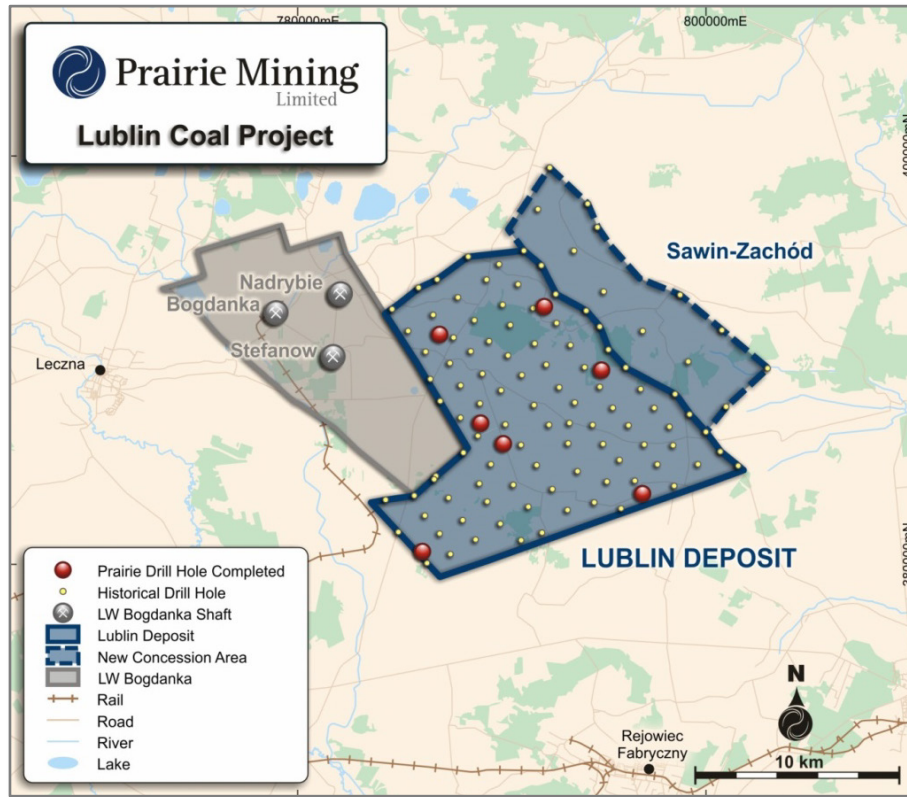 780000mE
800000mE
Prairie Mining
Limited
Lublin Coal Project
400000mN
Sawin-Zachód
Nadrybie
Bogdanka
Stefanow
Leczna
LUBLIN DEPOSIT
380000mN
Prairie Drill Hole Completed
Historical Drill Hole
LW Bogdanka Shaft
Lublin Deposit
New Concession Area
LW Bogdanka
Rail
Road
River
Lake
N
Rejowiec
Fabryczny
10 km